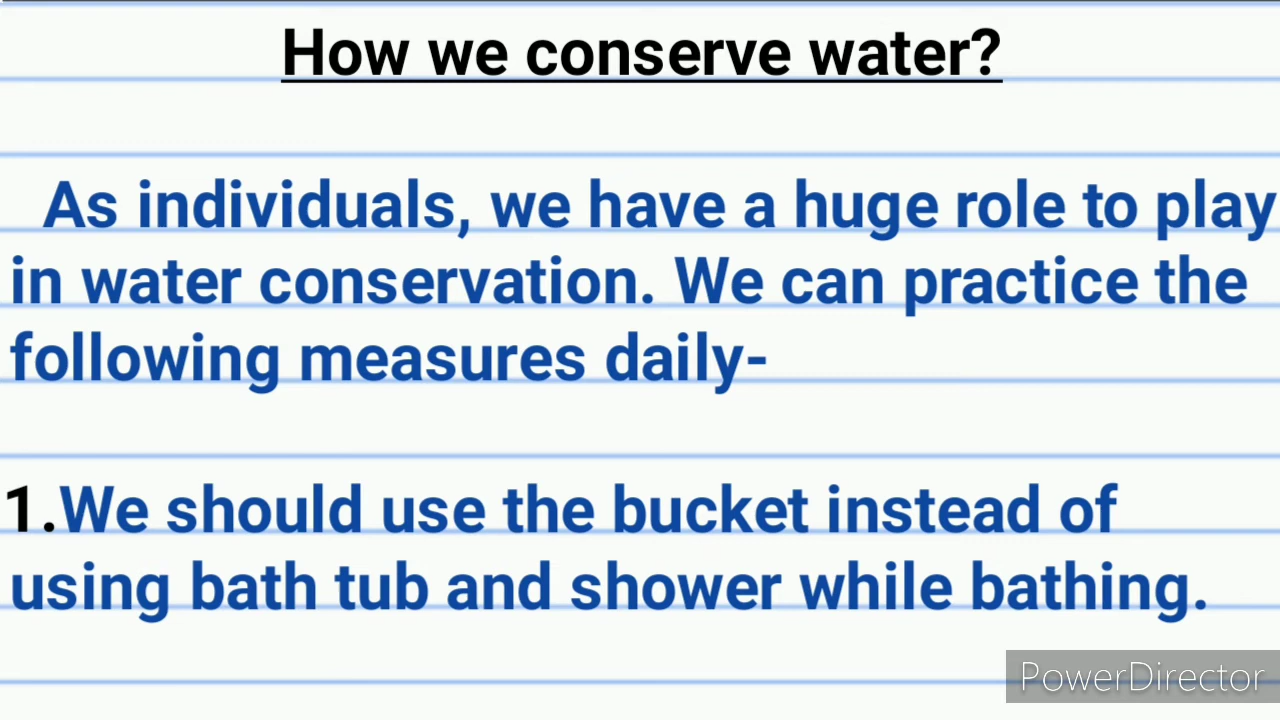 How we conserve water?
As individuals, we have a huge role to play
in water conservation. We can practice the
following measures daily-
1.We should use the bucket instead of
using bath tub and shower while bathing.
PowerDirector